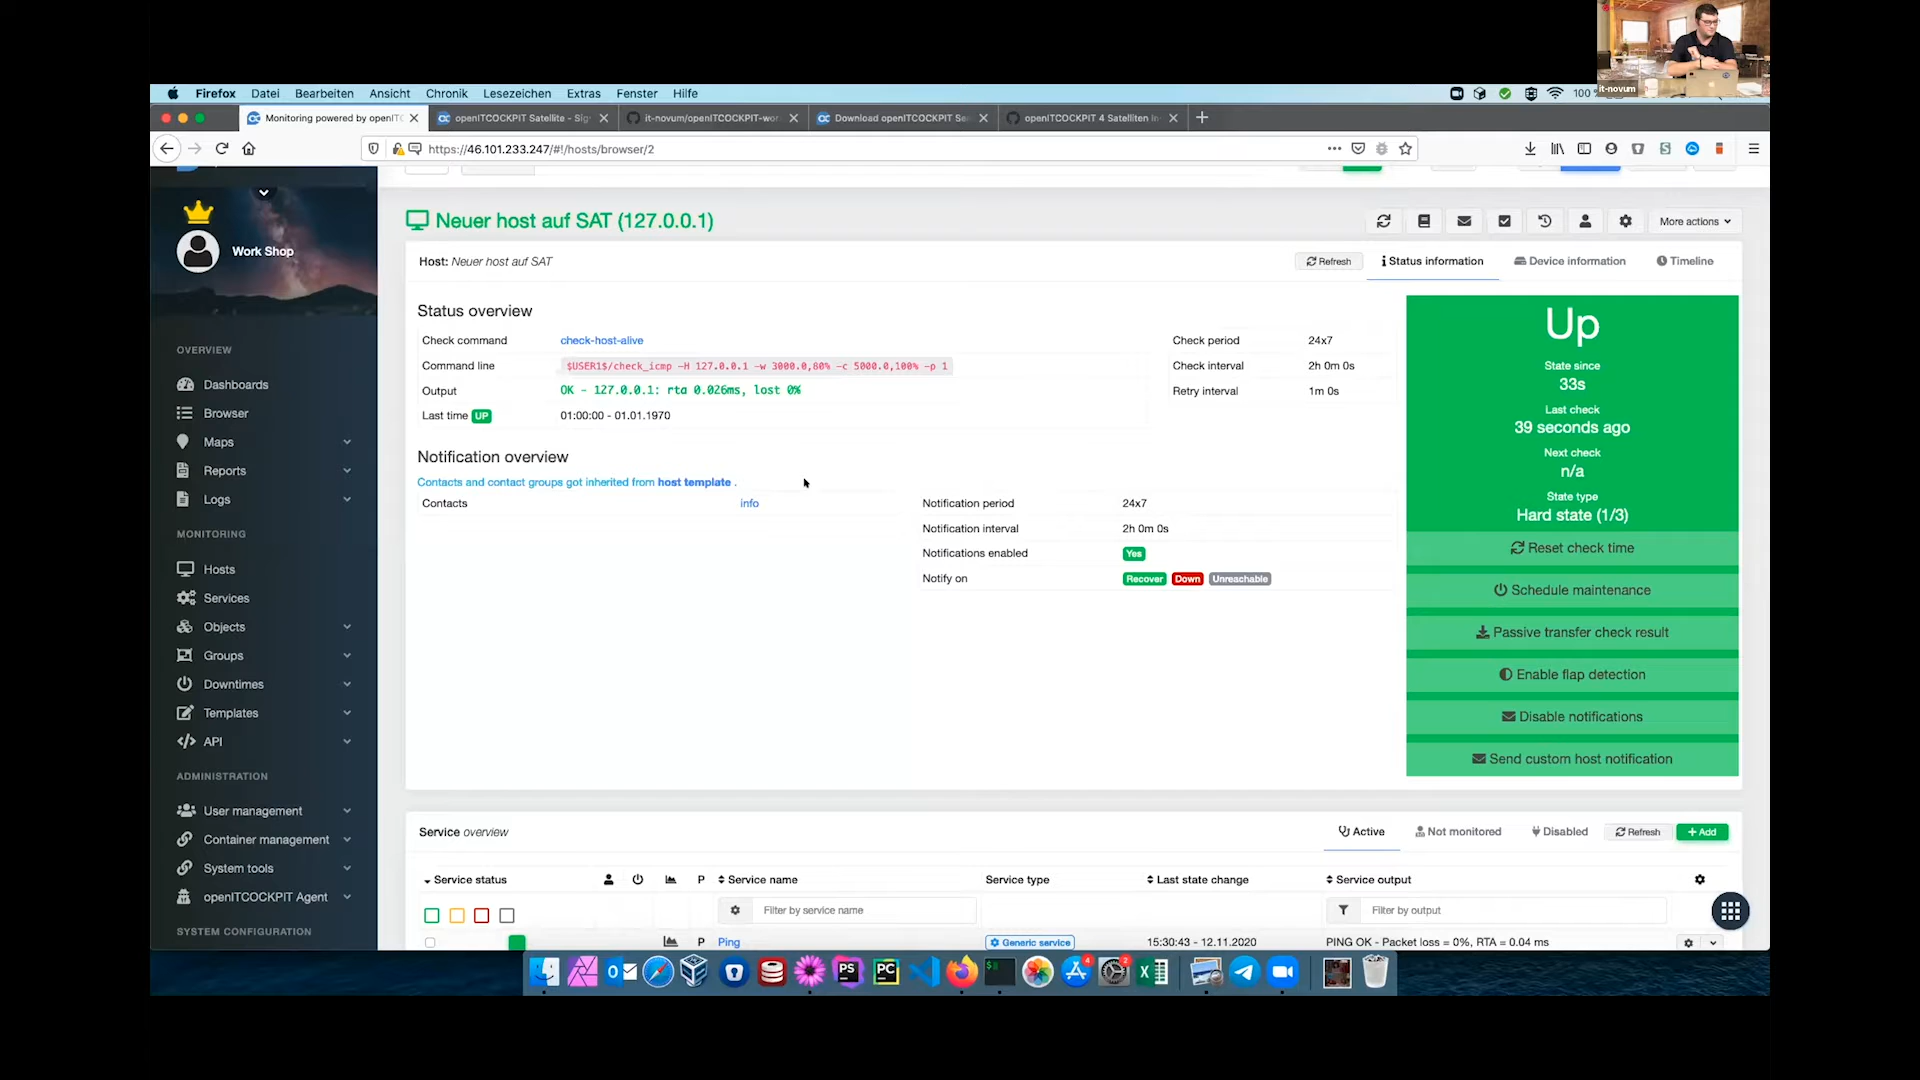 it-novum
Firefox Datei Bearbeiten Ansicht Chronik Lesezeichen Extras Fenster Hilfe
100
Monitoring powered by openITC
openITCOCKPIT Satellite - Sig
it-novum/openITCOCKPIT-wor
Download openITCOCKPIT Se
openITCOCKPIT 4 Satelliten in
https://46.101.233.247/#!/hosts/browser/2
Work Shop
OVERVIEW
Dashboards
Browser
Maps
Reports
Logs
MONITORING
Hosts
Services
Objects
Groups
Downtimes
Templates
API
ADMINISTRATION
User management
Container management
System tools
openITCOCKPIT Agent
SYSTEM CONFIGURATION
Neuer host auf SAT (127.0.0.1)
More actions
Host: Neuer host auf SAT
Refresh
Status information
Device information
Timeline
Status overview
Check command check-host-alive
Command line $USER1$/check_icmp -H 127.0.0.1 -w 3000.0,80% -c 5000.0,100% -p 1
Output OK - 127.0.0.1: rta 0.026ms, lost 0%
Last time UP 01:00:00 - 01.01.1970
Check period 24x7
Check interval 2h 0m 0s
Retry interval 1m 0s
Notification overview
Contacts and contact groups got inherited from host template .
Contacts info
Notification period 24x7
Notification interval 2h 0m 0s
Notifications enabled Yes
Notify on Recover Down Unreachable
Up
State since
33s
Last check
39 seconds ago
Next check
n/a
State type
Hard state (1/3)
Reset check time
Schedule maintenance
Passive transfer check result
Enable flap detection
Disable notifications
Send custom host notification
Service overview
Active
Not monitored
Disabled
Refresh
Add
Service status P Service name Service type Last state change Service output
Filter by service name
Filter by output
P Ping Generic service 15:30:43 - 12.11.2020 PING OK - Packet loss = 0%, RTA = 0.04 ms
PS
PC
4
2